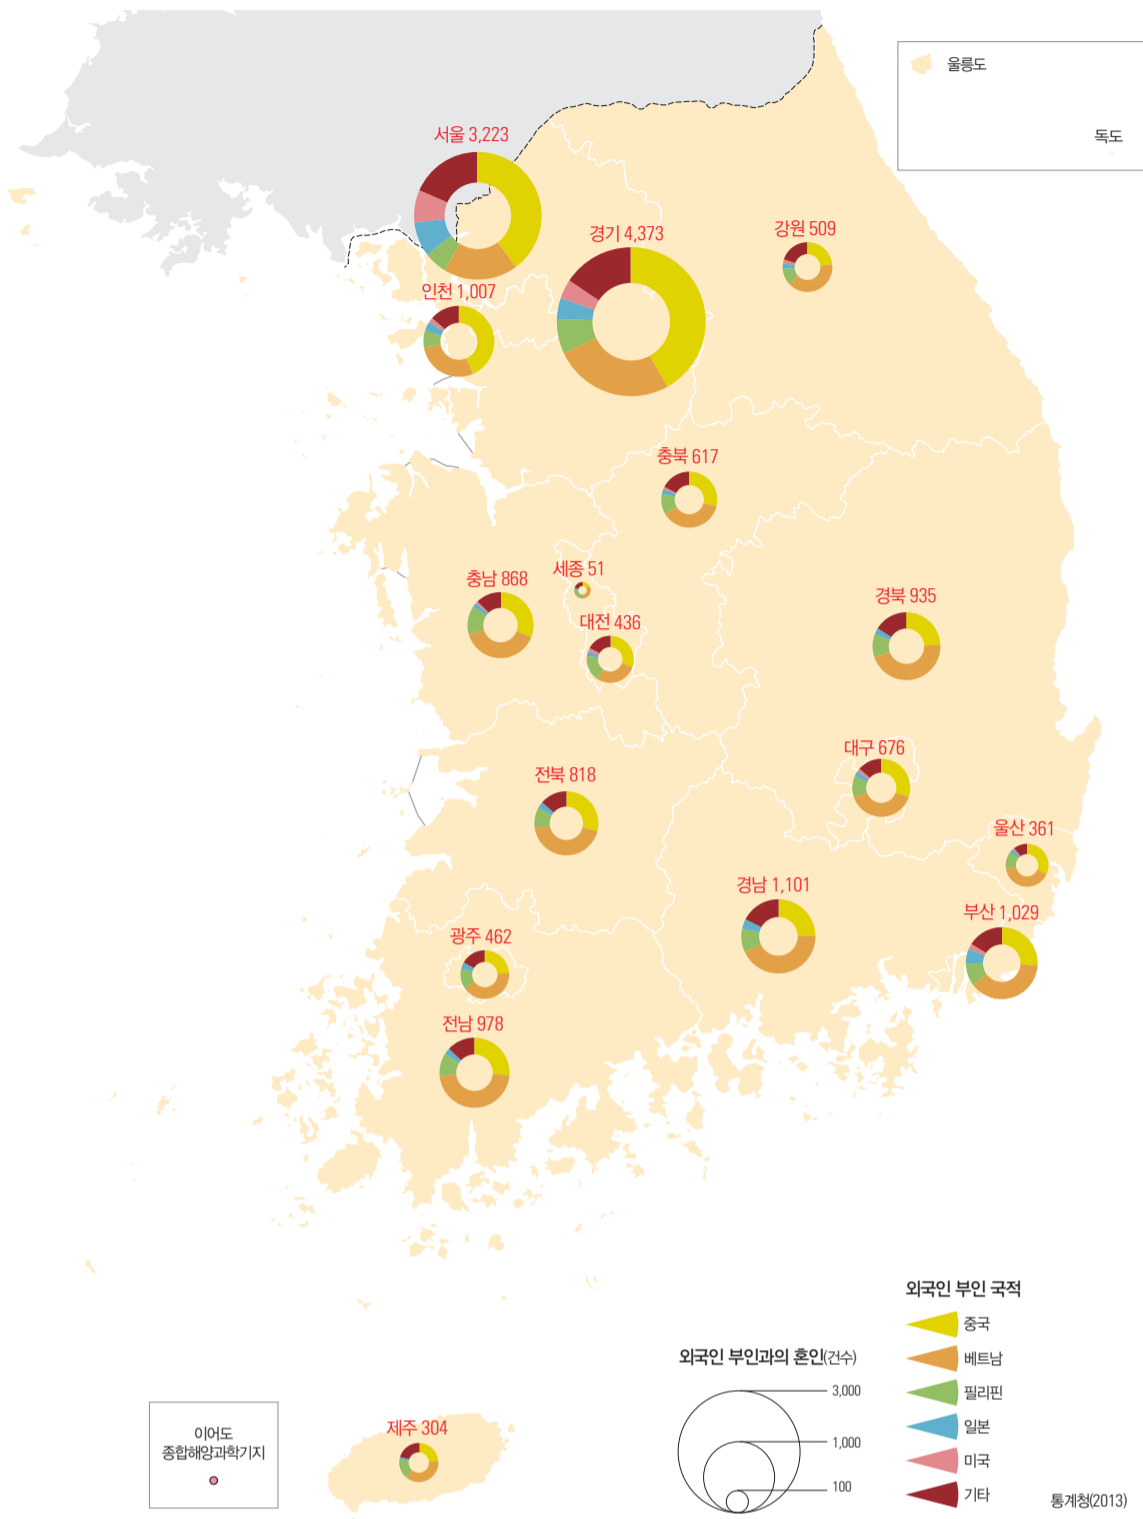 울릉도
독도
서울 3,223
경기 4,373
강원 509
인천 1,007
충북 617
세종 51
충남 868
대전 436
경북 935
대구 676
전북 818
울산 361
경남 1,101
부산 1,029
광주 462
전남 978
제주 304
이어도
종합해양과학기지
외국인 부인과의 혼인(건수)
3,000
1,000
100
외국인 부인 국적
중국
베트남
필리핀
일본
미국
기타
통계청(2013)